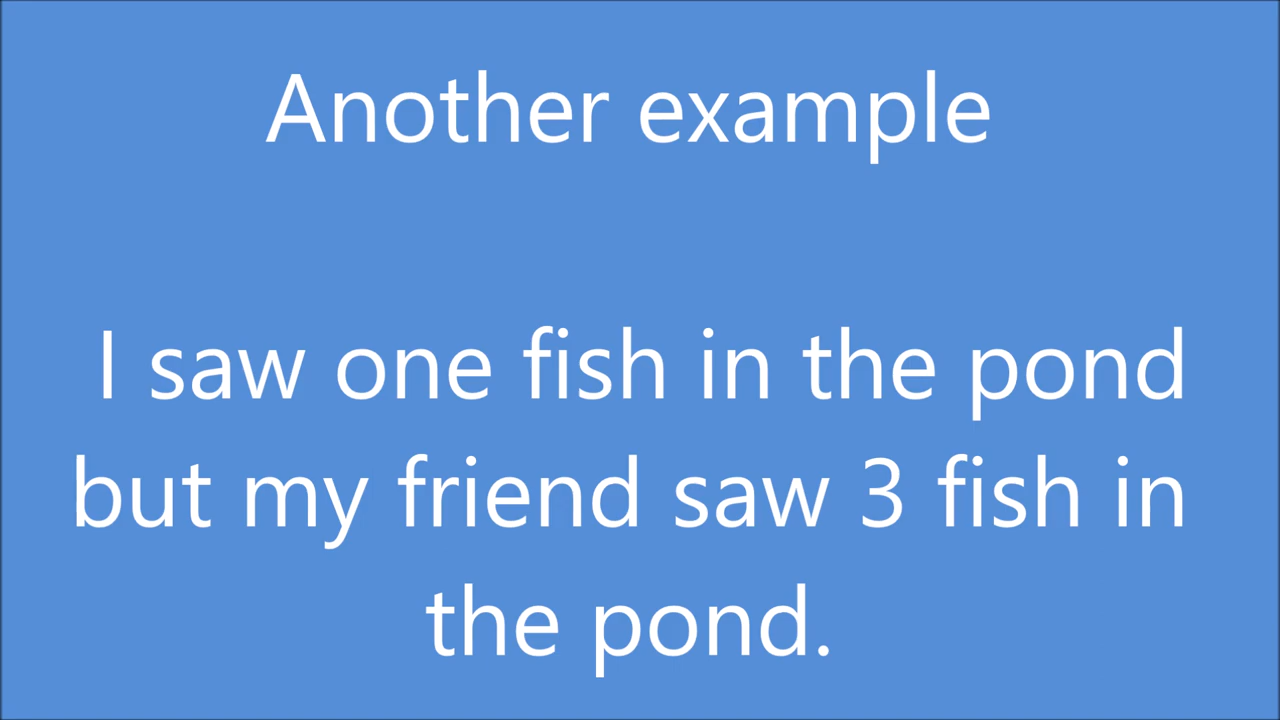 Another example
I saw one fish in the pond
but my friend saw 3 fish in
the pond.